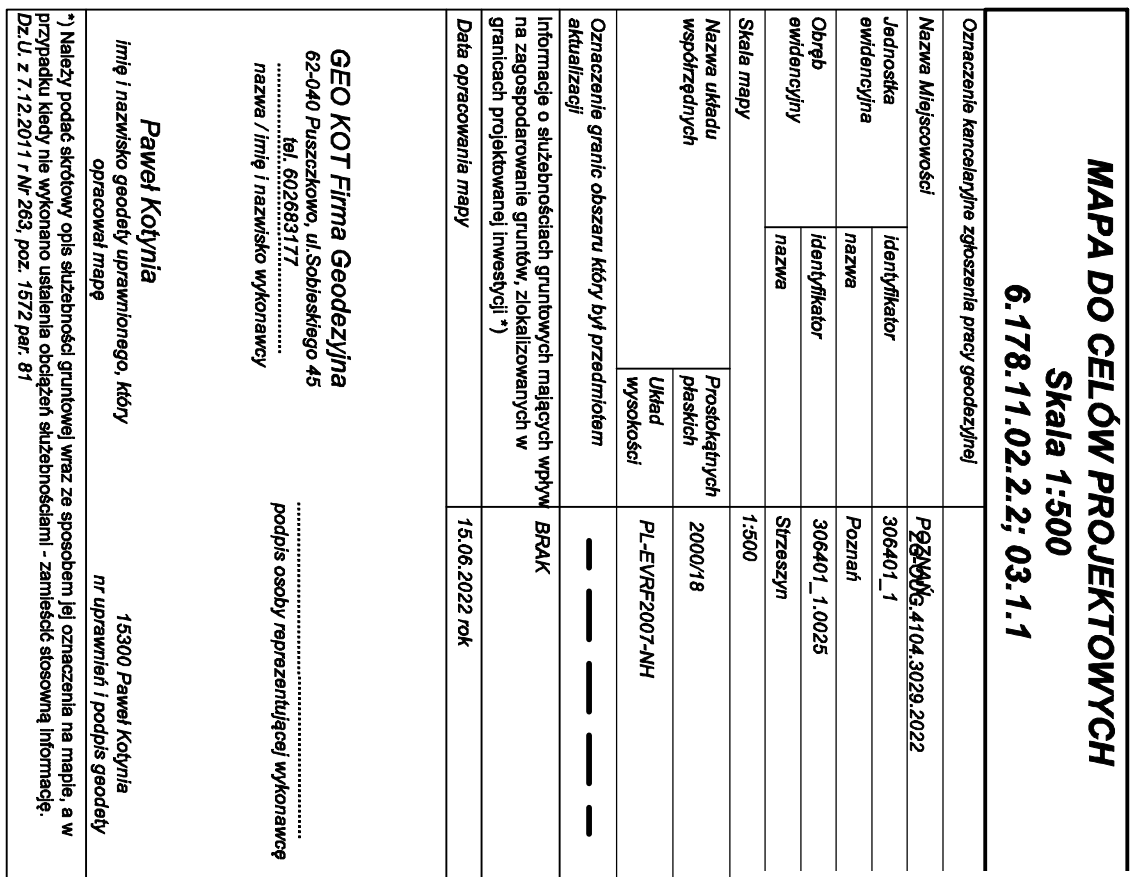 MAPA DO CELÓW PROJEKTOWYCH
Skala 1:500
6.178.11.02.2.2; 03.1.1
Oznaczenie kancelaryjne zgłoszenia pracy geodezyjnej
ZG-OUG.4104.3029.2022
Nazwa Miejscowości POZNAŃ
Jednostka ewidencyjna identyfikator 306401_1
nazwa Poznań
Obręb ewidencyjny identyfikator 306401_1.0025
nazwa Strzeszyn
Skala mapy 1:500
Nazwa układu współrzędnych Prostokątnych płaskich 2000/18
Układ wysokości PL-EVRF2007-NH
Oznaczenie granic obszaru który był przedmiotem
aktualizacji
Informacje o służebnościach gruntowych mających wpływ BRAK
na zagospodarowanie gruntów, zlokalizowanych w
granicach projektowanej inwestycji *)
Data opracowania mapy 15.06.2022 rok
GEO KOT Firma Geodezyjna
62-040 Puszczkowo, ul.Sobieskiego 45
tel. 602683177
nazwa / imię i nazwisko wykonawcy
podpis osoby reprezentującej wykonawcę
Paweł Kotynia
imię i nazwisko geodety uprawnionego, który
opracował mapę
15300 Paweł Kotynia
nr uprawnień i podpis geodety
*) Należy podać skrótowy opis służebności gruntowej wraz ze sposobem jej oznaczenia na mapie, a w
przypadku kiedy nie wykonano ustalenia obciążeń służebnościami - zamieścić stosowną informację.
Dz.U. z 7.12.2011 r Nr 263, poz. 1572 par. 81